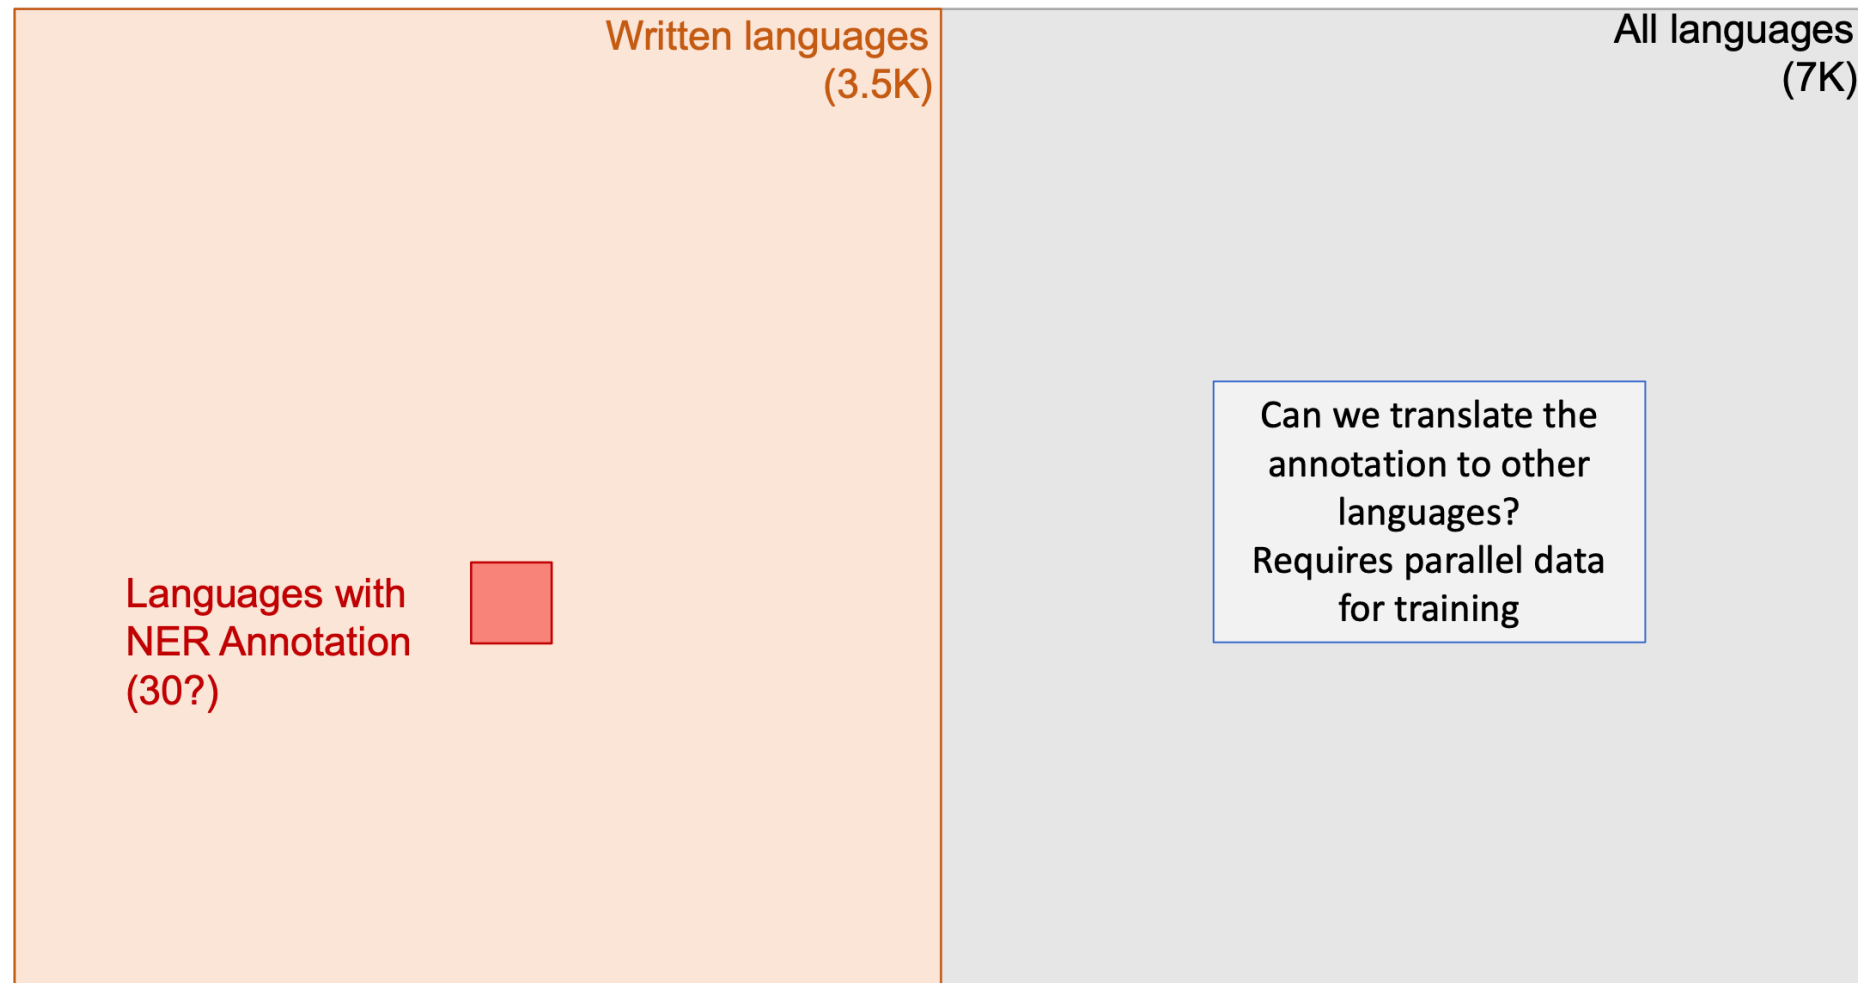 Written languages
(3.5K)
All languages
(7K)
Languages with
NER Annotation
(30?)
Can we translate the
annotation to other
languages?
Requires parallel data
for training